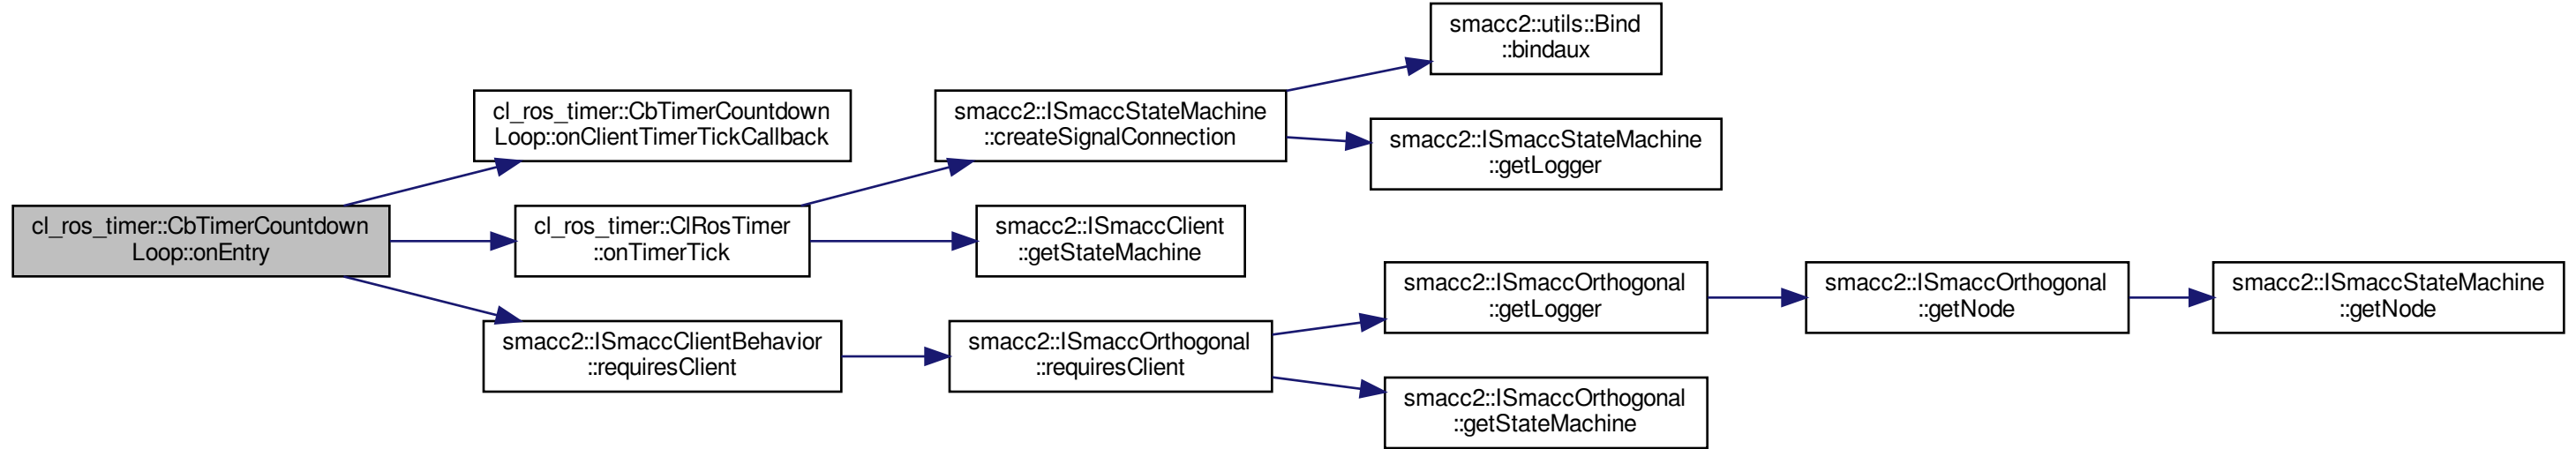 cl_ros_timer::CbTimerCountdown
Loop::onEntry
cl_ros_timer::CbTimerCountdown
Loop::onClientTimerTickCallback
cl_ros_timer::ClRosTimer
::onTimerTick
smacc2::ISmaccClientBehavior
::requiresClient
smacc2::ISmaccStateMachine
::createSignalConnection
smacc2::ISmaccClient
::getStateMachine
smacc2::ISmaccOrthogonal
::requiresClient
smacc2::utils::Bind
::bindaux
smacc2::ISmaccStateMachine
::getLogger
smacc2::ISmaccOrthogonal
::getLogger
smacc2::ISmaccOrthogonal
::getStateMachine
smacc2::ISmaccOrthogonal
::getNode
smacc2::ISmaccStateMachine
::getNode